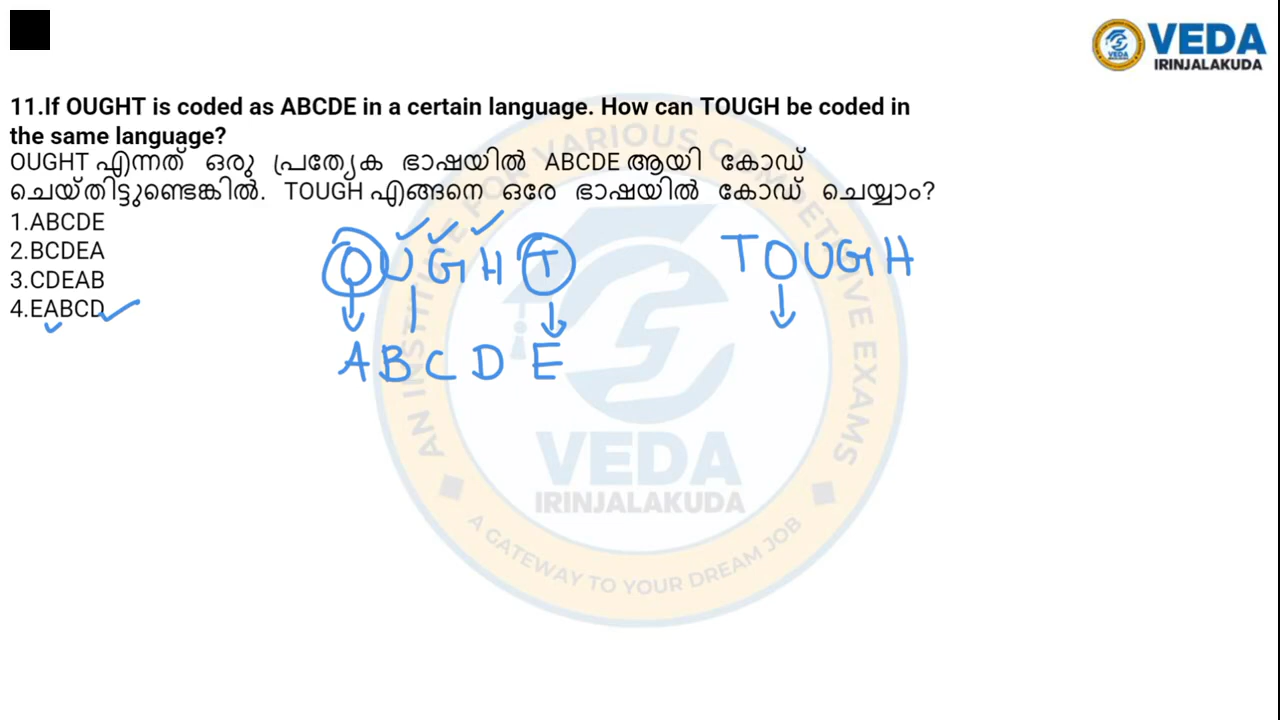 VEDA
IRINJALAKUDA
11.If OUGHT is coded as ABCDE in a certain language. How can TOUGH be coded in
the same language?
OUGHT എന്നത് ഒരു പ്രത്യേക ഭാഷയിൽ ABCDE ആയി കോഡ്
ചെയ്തിട്ടുണ്ടെങ്കിൽ. TOUGH എങ്ങനെ ഒരേ ഭാഷയിൽ കോഡ് ചെയ്യാം?
1.ABCDE
2.BCDEA
3.CDEAB
4.EABCD
OUGHT TOUGH
ABCDE
AN INSTITUTE FOR VARIOUS COMPETITIVE EXAMS
VEDA
IRINJALAKUDA
A GATEWAY TO YOUR DREAM JOB